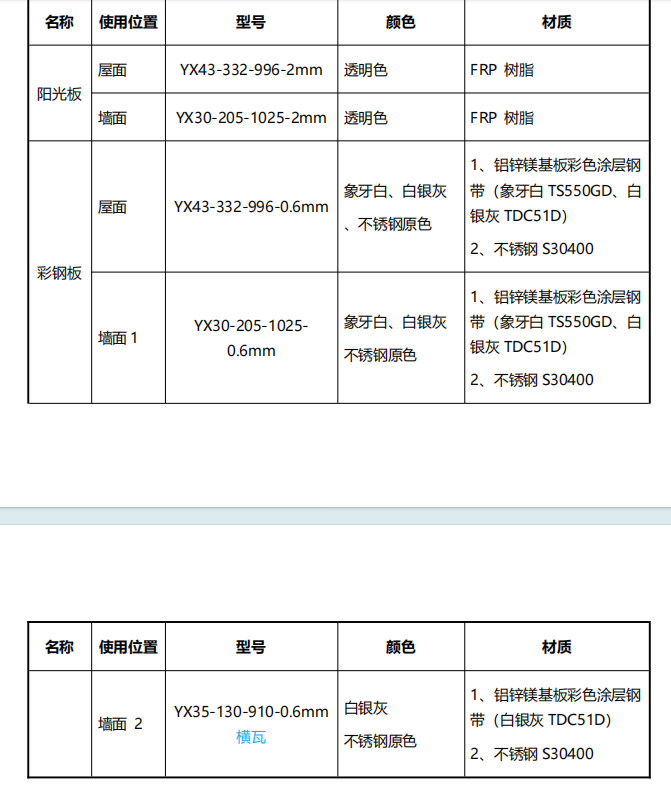 名称 使用位置 型号 颜色 材质
阳光板
屋面 YX43-332-996-2mm 透明色 FRP 树脂
墙面 YX30-205-1025-2mm 透明色 FRP 树脂
彩钢板
屋面
YX43-332-996-0.6mm
象牙白、白银灰
、不锈钢原色
1、铝锌镁基板彩色涂层钢
带（象牙白 TS550GD、白
银灰 TDC51D）
2、不锈钢 S30400
墙面 1
YX30-205-1025-
0.6mm
象牙白、白银灰
不锈钢原色
1、铝锌镁基板彩色涂层钢
带（象牙白 TS550GD、白
银灰 TDC51D）
2、不锈钢 S30400
名称 使用位置 型号 颜色 材质
墙面 2
YX35-130-910-0.6mm
横瓦
白银灰
不锈钢原色
1、铝锌镁基板彩色涂层钢
带（白银灰 TDC51D）
2、不锈钢 S30400